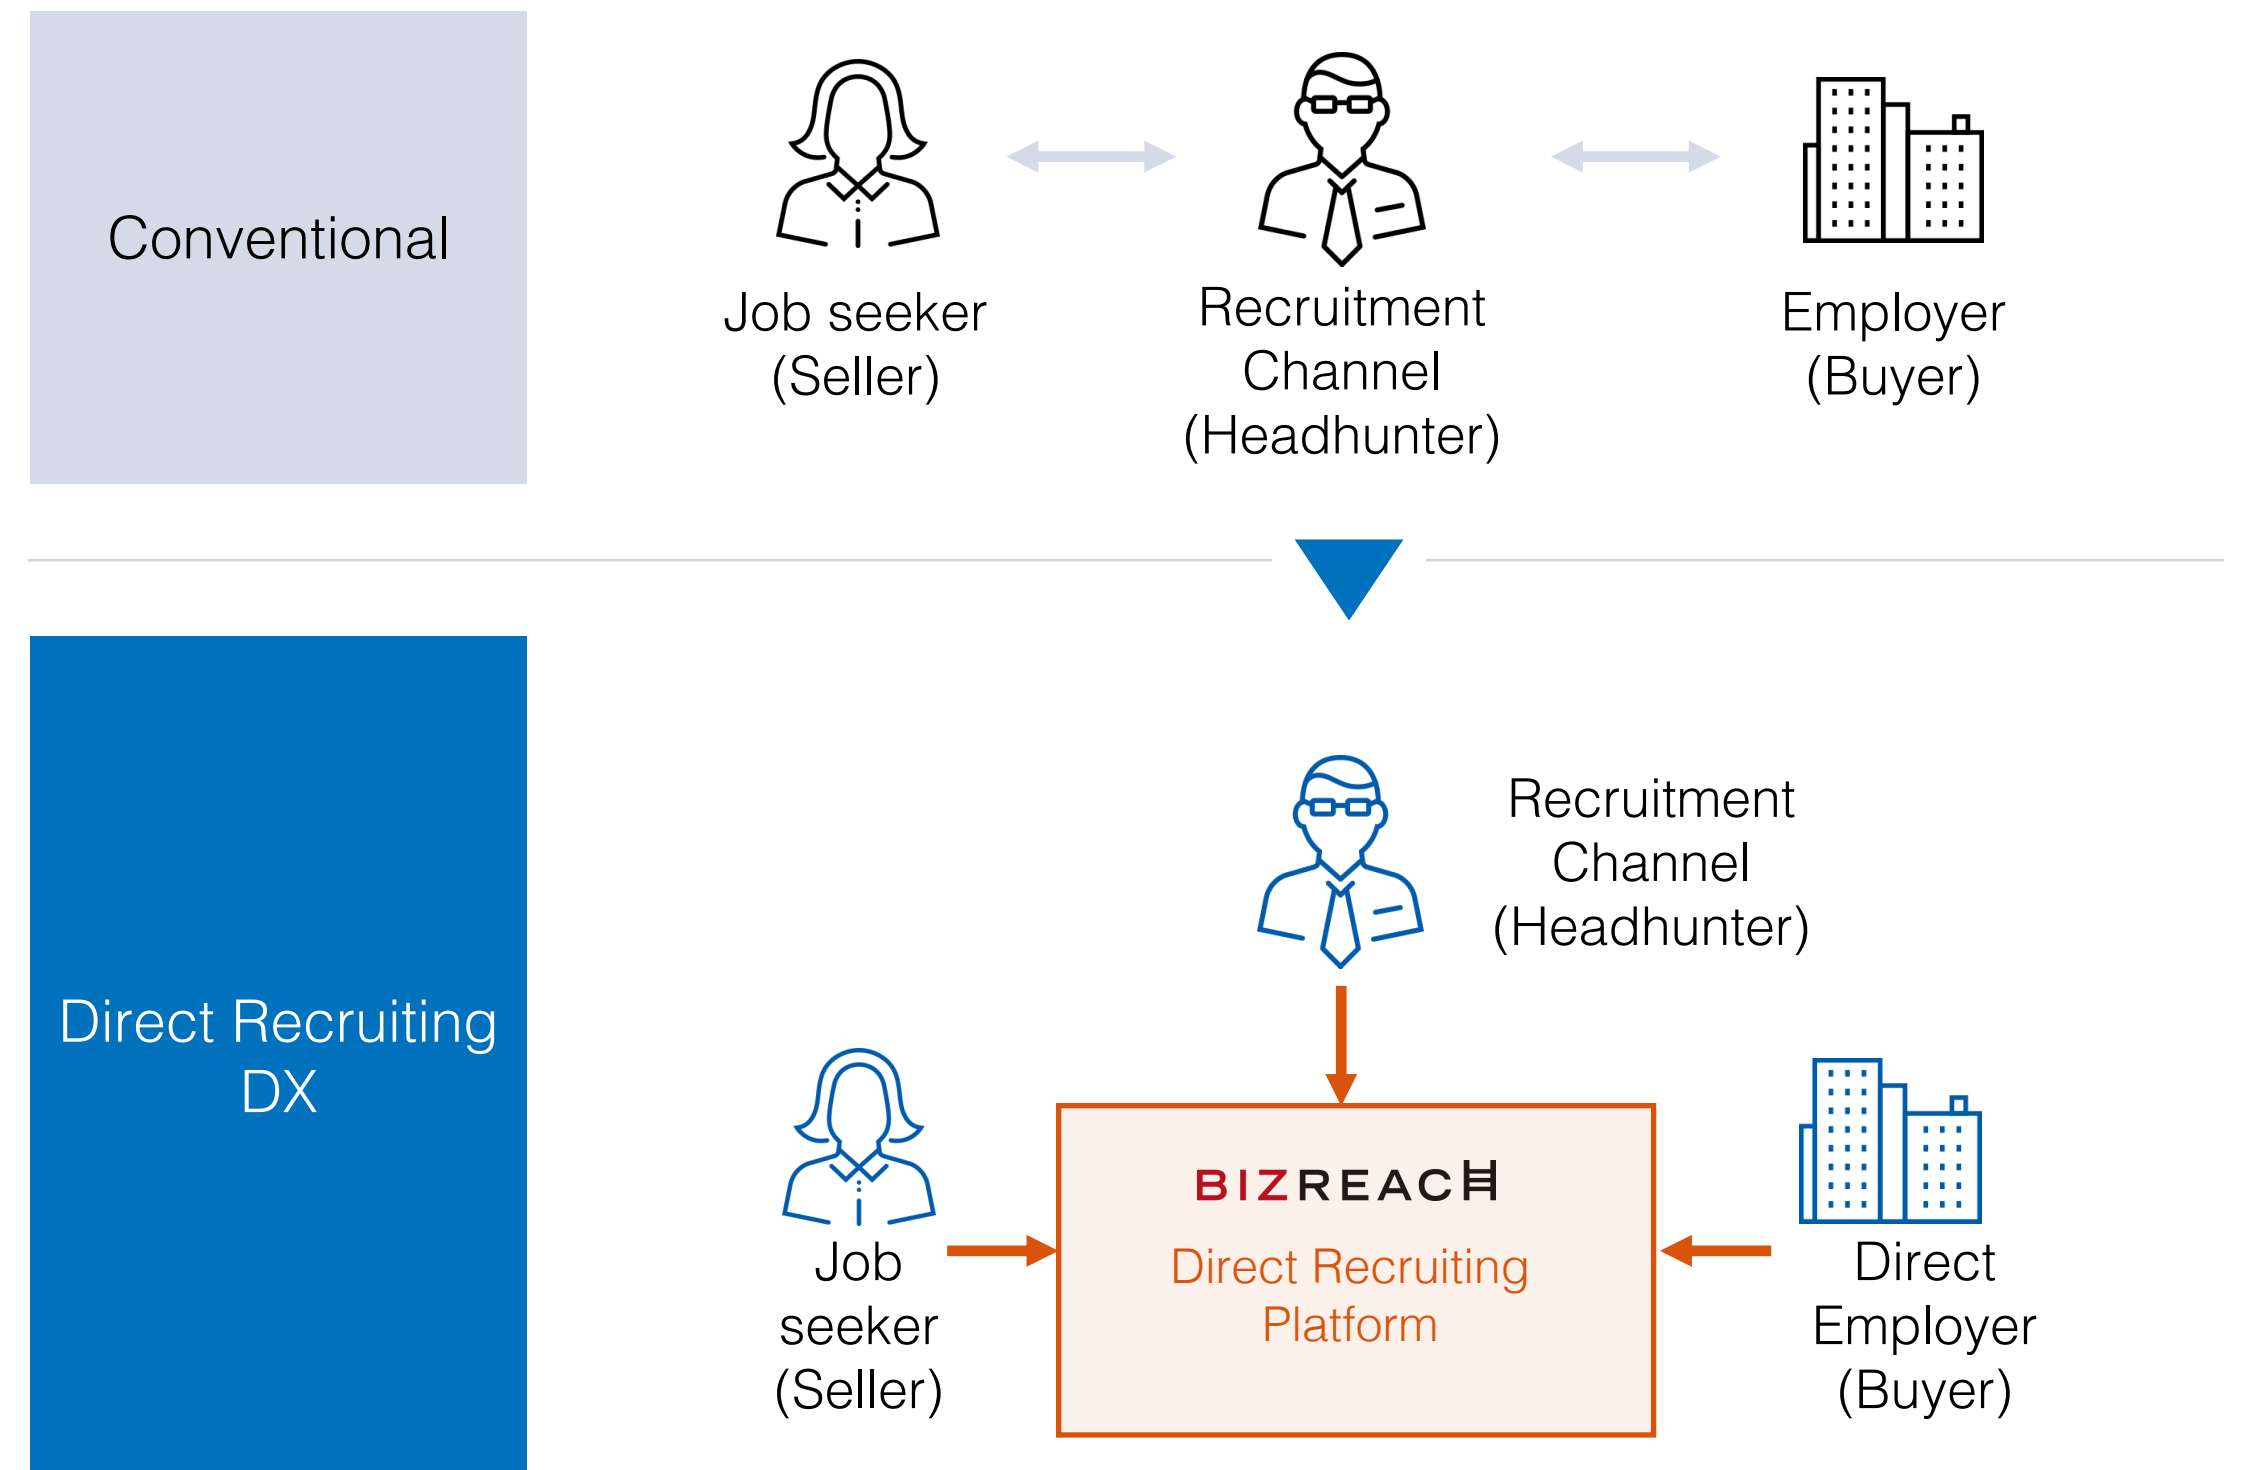 Conventional
Job seeker
(Seller)
Recruitment
Channel
(Headhunter)
Employer
(Buyer)
Direct Recruiting
DX
Recruitment
Channel
(Headhunter)
Job
seeker
(Seller)
BIZREACH
Direct Recruiting
Platform
Direct
Employer
(Buyer)